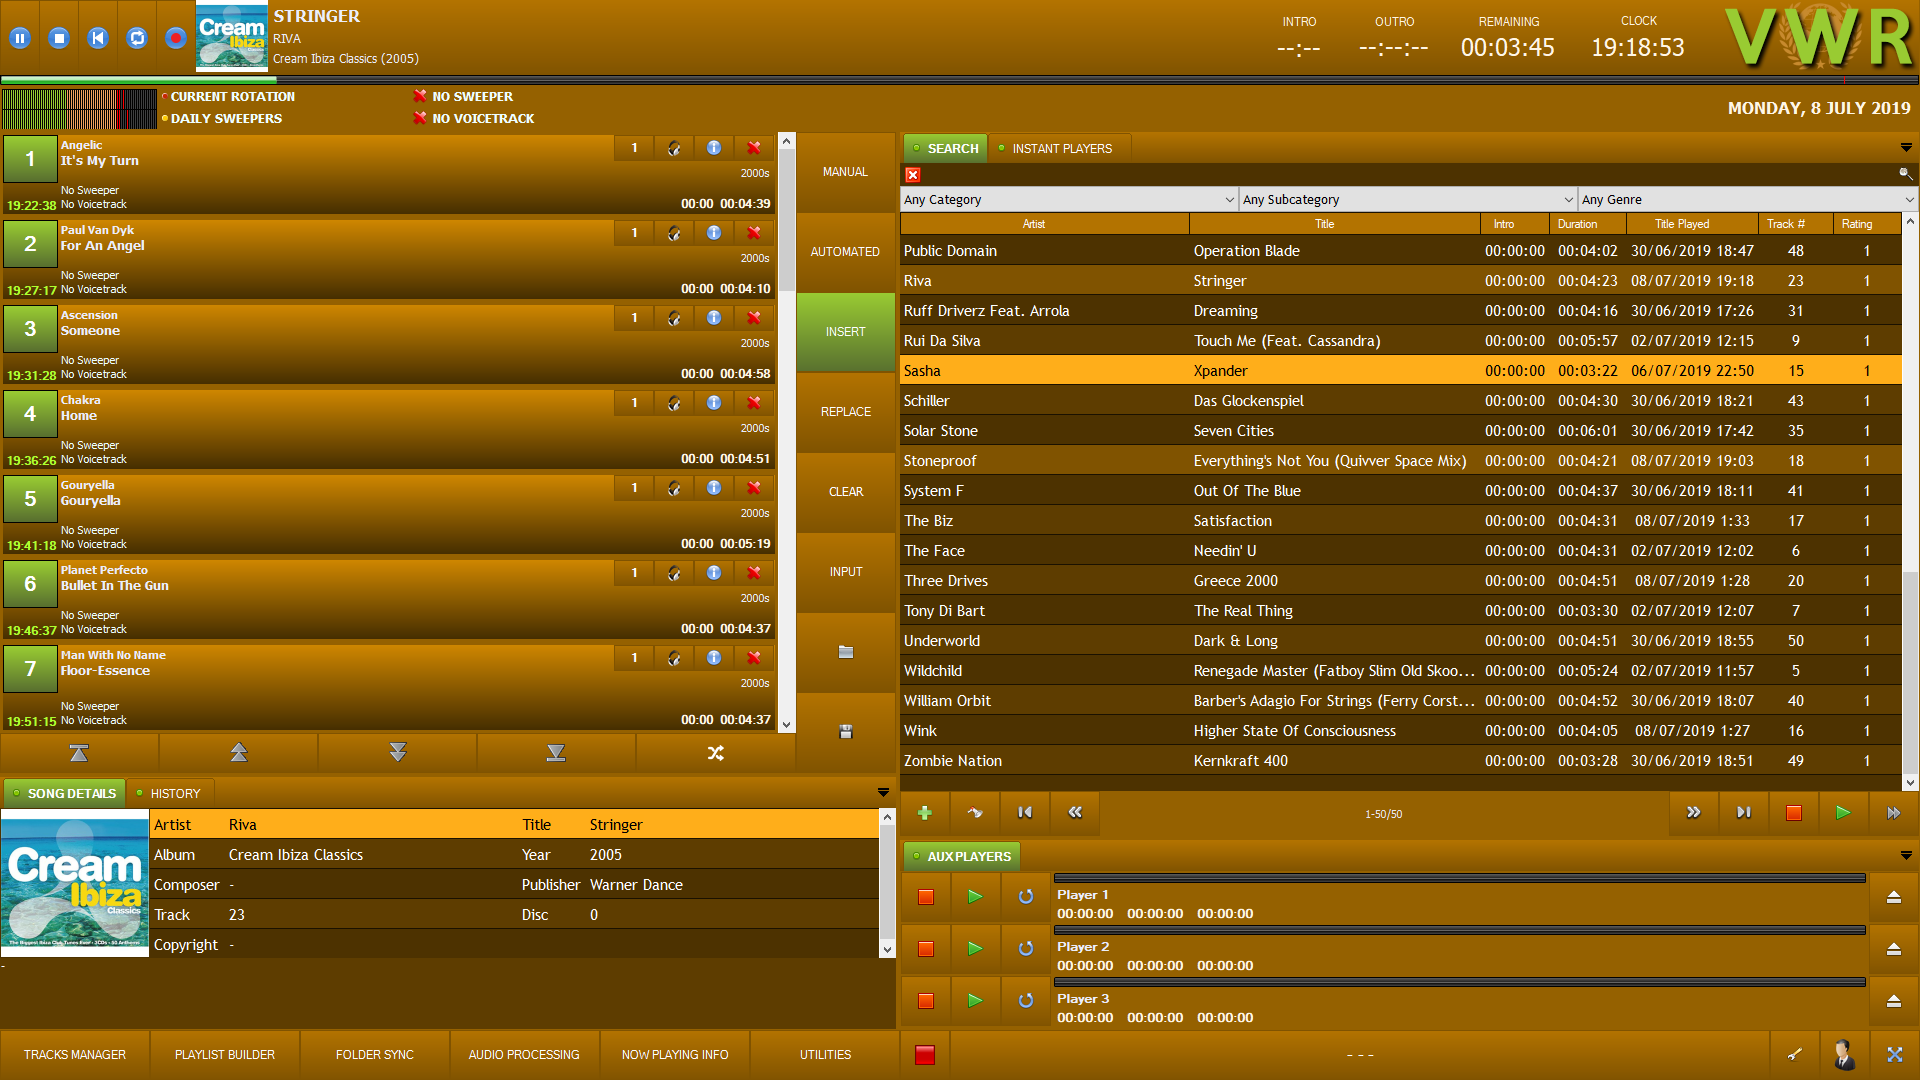 STRINGER
RIVA
Cream Ibiza Classics (2005)
Cream
Ibiza
Classics
INTRO OUTRO REMAINING CLOCK
--:-- --:--:-- 00:03:45 19:18:53
VWR
CURRENT ROTATION NO SWEEPER
DAILY SWEEPERS NO VOICETRACK
MONDAY, 8 JULY 2019
1 Angelic 1
It's My Turn
2000s
No Sweeper
19:22:38 No Voicetrack 00:00 00:04:39
2 Paul Van Dyk 1
For An Angel
2000s
No Sweeper
19:27:17 No Voicetrack 00:00 00:04:10
3 Ascension 1
Someone
2000s
No Sweeper
19:31:28 No Voicetrack 00:00 00:04:58
4 Chakra 1
Home
2000s
No Sweeper
19:36:26 No Voicetrack 00:00 00:04:51
5 Gouryella 1
Gouryella
2000s
No Sweeper
19:41:18 No Voicetrack 00:00 00:05:19
6 Planet Perfecto 1
Bullet In The Gun
2000s
No Sweeper
19:46:37 No Voicetrack 00:00 00:04:37
7 Man With No Name 1
Floor-Essence
2000s
No Sweeper
19:51:15 No Voicetrack 00:00 00:04:37
MANUAL
AUTOMATED
INSERT
REPLACE
CLEAR
INPUT
SEARCH INSTANT PLAYERS
Any Category Any Subcategory Any Genre
Artist Title Intro Duration Title Played Track # Rating
Public Domain Operation Blade 00:00:00 00:04:02 30/06/2019 18:47 48 1
Riva Stringer 00:00:00 00:04:23 08/07/2019 19:18 23 1
Ruff Driverz Feat. Arrola Dreaming 00:00:00 00:04:16 30/06/2019 17:26 31 1
Rui Da Silva Touch Me (Feat. Cassandra) 00:00:00 00:05:57 02/07/2019 12:15 9 1
Sasha Xpander 00:00:00 00:03:22 06/07/2019 22:50 15 1
Schiller Das Glockenspiel 00:00:00 00:04:30 30/06/2019 18:21 43 1
Solar Stone Seven Cities 00:00:00 00:06:01 30/06/2019 17:42 35 1
Stoneproof Everything's Not You (Quivver Space Mix) 00:00:00 00:04:21 08/07/2019 19:03 18 1
System F Out Of The Blue 00:00:00 00:04:37 30/06/2019 18:11 41 1
The Biz Satisfaction 00:00:00 00:04:31 08/07/2019 1:33 17 1
The Face Needin' U 00:00:00 00:04:31 02/07/2019 12:02 6 1
Three Drives Greece 2000 00:00:00 00:04:51 08/07/2019 1:28 20 1
Tony Di Bart The Real Thing 00:00:00 00:03:30 02/07/2019 12:07 7 1
Underworld Dark & Long 00:00:00 00:04:51 30/06/2019 18:55 50 1
Wildchild Renegade Master (Fatboy Slim Old Skoo... 00:00:00 00:05:24 02/07/2019 11:57 5 1
William Orbit Barber's Adagio For Strings (Ferry Corst... 00:00:00 00:04:52 30/06/2019 18:07 40 1
Wink Higher State Of Consciousness 00:00:00 00:04:05 08/07/2019 1:27 16 1
Zombie Nation Kernkraft 400 00:00:00 00:03:28 30/06/2019 18:51 49 1
1-50/50
SONG DETAILS HISTORY
Cream
Ibiza
Classics
The Biggest Ibiza Club Tunes Ever - 3CDs - 50 Anthems
Artist Riva Title Stringer
Album Cream Ibiza Classics Year 2005
Composer - Publisher Warner Dance
Track 23 Disc 0
Copyright -
-
AUX PLAYERS
Player 1
00:00:00 00:00:00 00:00:00
Player 2
00:00:00 00:00:00 00:00:00
Player 3
00:00:00 00:00:00 00:00:00
TRACKS MANAGER PLAYLIST BUILDER FOLDER SYNC AUDIO PROCESSING NOW PLAYING INFO UTILITIES - - -